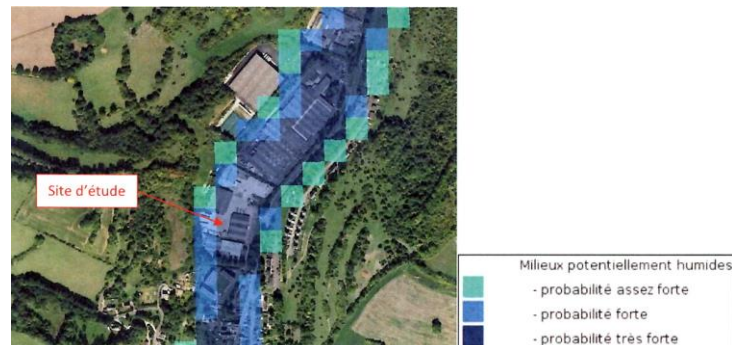 Site d'étude
Milieux potentiellement humides
- probabilité assez forte
- probabilité forte
- probabilité très forte